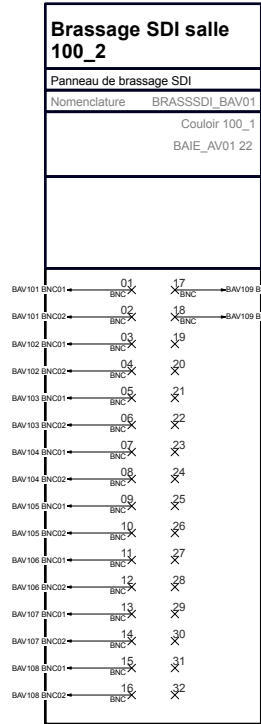 Brassage SDI salle
100_2
Panneau de brassage SDI
Nomenclature BRASSSDI_BAV01
Couloir 100_1
BAIE_AV01 22
BAV101 BNC01 01 BNC 17 BNC BAV109 B
BAV101 BNC02 02 BNC 18 BNC BAV109 B
BAV102 BNC01 03 BNC 19
BAV102 BNC02 04 BNC 20
BAV103 BNC01 05 BNC 21
BAV103 BNC02 06 BNC 22
BAV104 BNC01 07 BNC 23
BAV104 BNC02 08 BNC 24
BAV105 BNC01 09 BNC 25
BAV105 BNC02 10 BNC 26
BAV106 BNC01 11 BNC 27
BAV106 BNC02 12 BNC 28
BAV107 BNC01 13 BNC 29
BAV107 BNC02 14 BNC 30
BAV108 BNC01 15 BNC 31
BAV108 BNC02 16 BNC 32